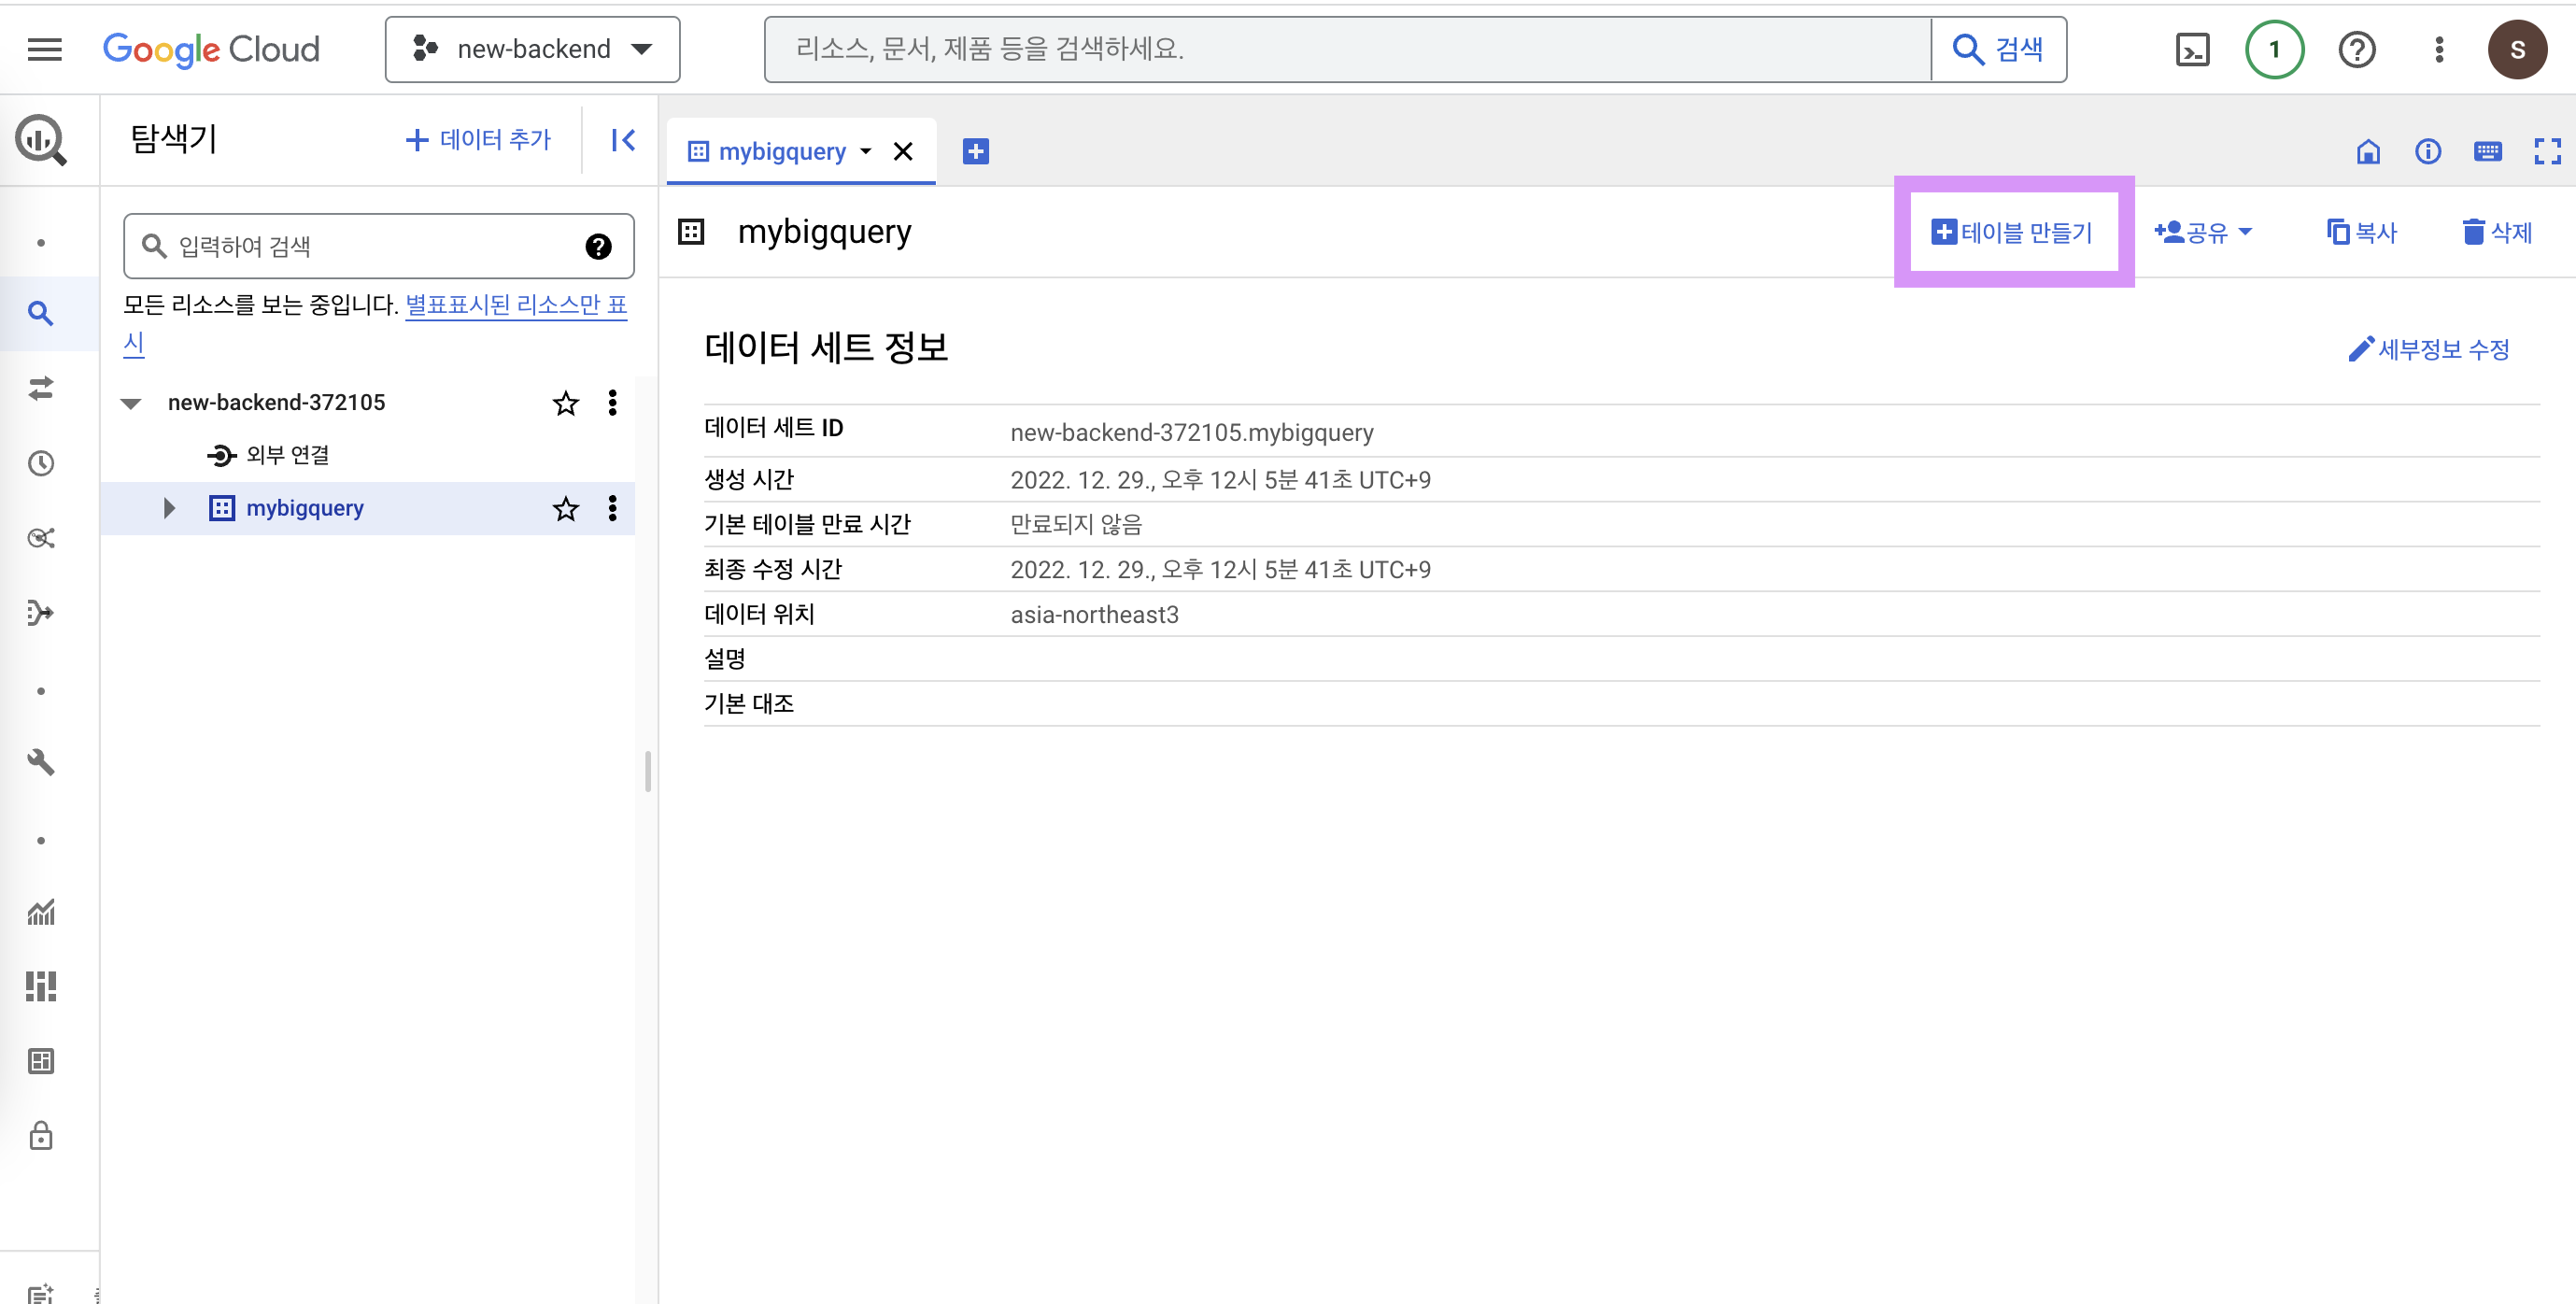 Google Cloud
new-backend
리소스, 문서, 제품 등을 검색하세요.
검색
1
S
탐색기
데이터 추가
mybigquery
입력하여 검색
모든 리소스를 보는 중입니다. 별표표시된 리소스만 표
시
new-backend-372105
외부 연결
mybigquery
mybigquery
테이블 만들기
공유
복사
삭제
데이터 세트 정보
세부정보 수정
데이터 세트 ID
new-backend-372105.mybigquery
생성 시간
2022. 12. 29., 오후 12시 5분 41초 UTC+9
기본 테이블 만료 시간
만료되지 않음
최종 수정 시간
2022. 12. 29., 오후 12시 5분 41초 UTC+9
데이터 위치
asia-northeast3
설명
기본 대조